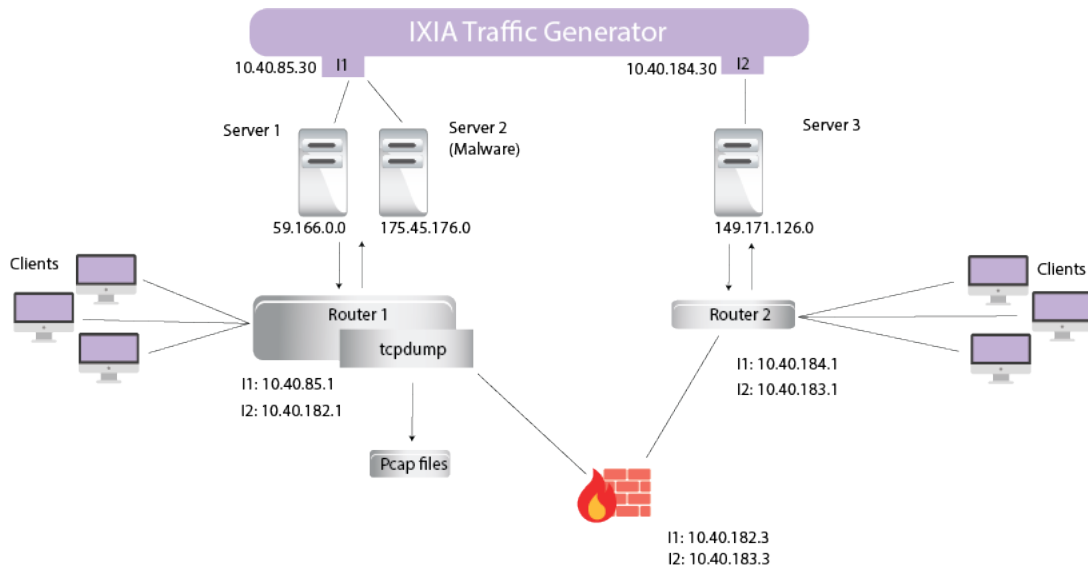 IXIA Traffic Generator
10.40.85.30
I1
10.40.184.30
I2
Server 1
Server 2
(Malware)
Server 3
59.166.0.0
175.45.176.0
149.171.126.0
Clients
Clients
Router 1
tcpdump
Router 2
I1: 10.40.85.1
I2: 10.40.182.1
I1: 10.40.184.1
I2: 10.40.183.1
Pcap files
I1: 10.40.182.3
I2: 10.40.183.3